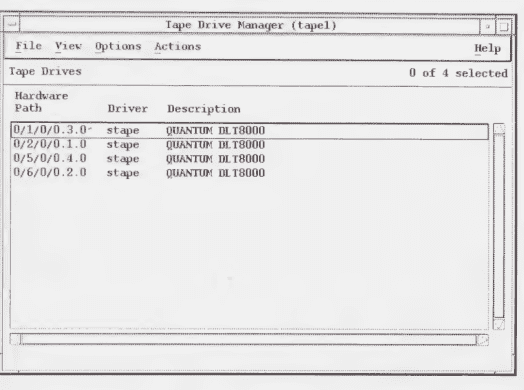 Tape Drive Manager (tape1)
File View Options Actions Help
Tape Drives 0 of 4 selected
Hardware
Path Driver Description
0/1/0/0.3.0 stape QUANTUM DLT8000
0/2/0/0.1.0 stape QUANTUM DLT8000
0/5/0/0.4.0 stape QUANTUM DLT8000
0/6/0/0.2.0 stape QUANTUM DLT8000